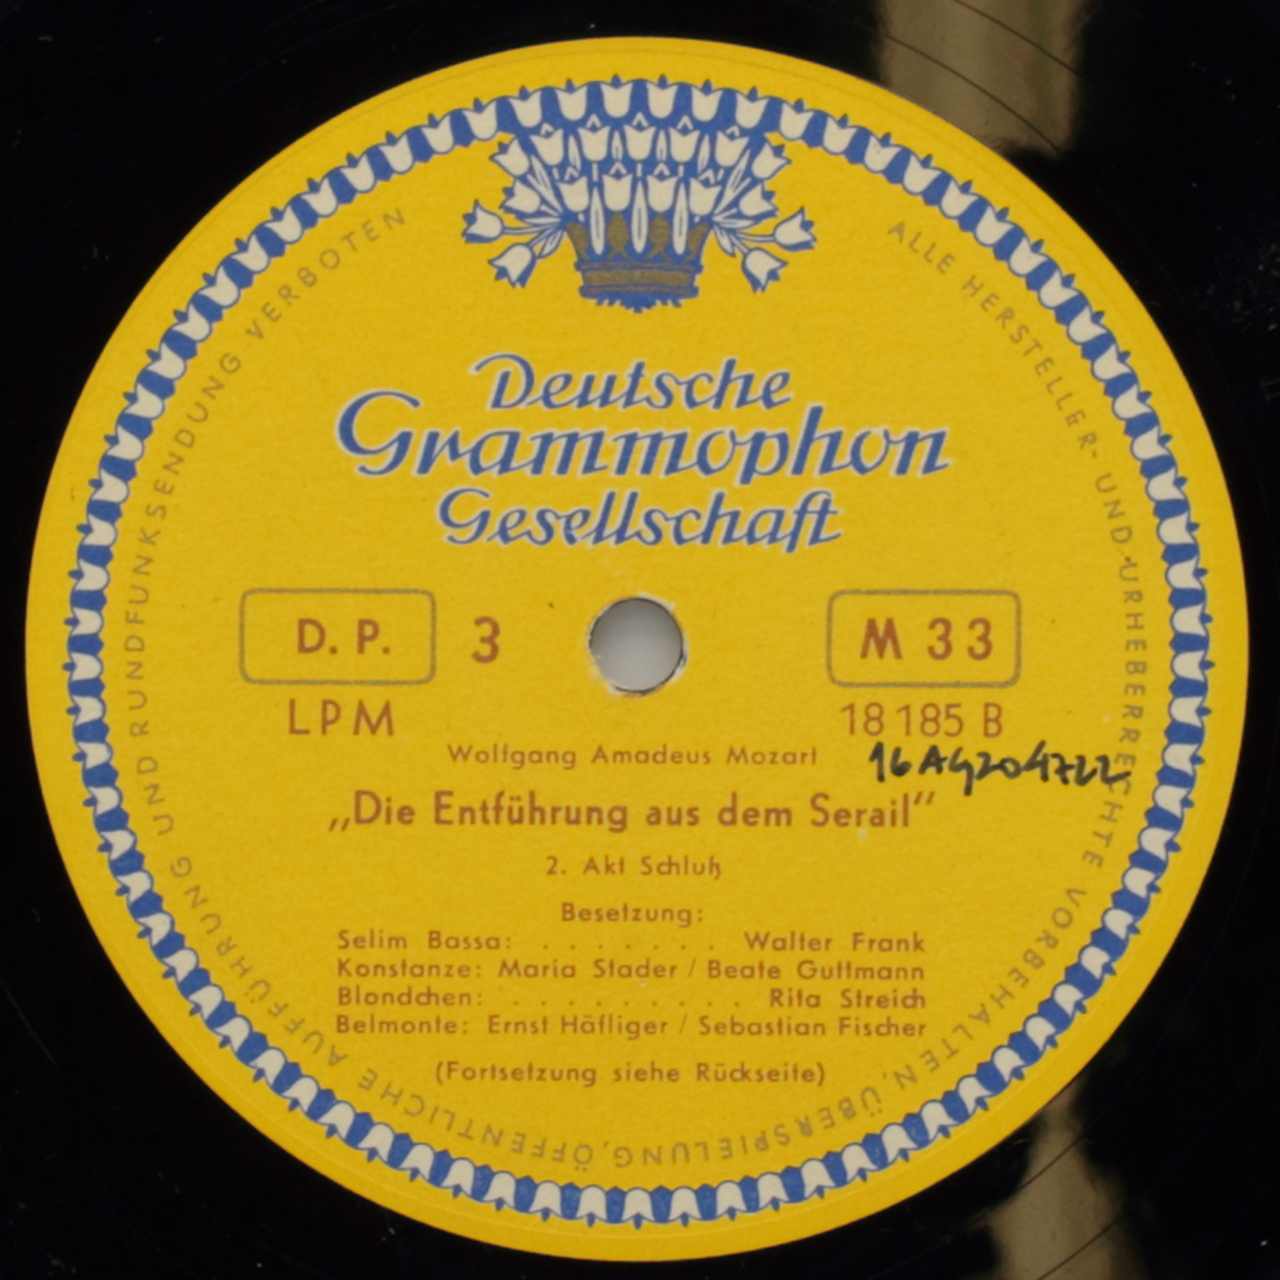 Deutsche
Grammophon
Gesellschaft
D. P. 3 M 33
LPM 18 185 B
Wolfgang Amadeus Mozart
16AG204722
„Die Entführung aus dem Serail“
2. Akt Schluß
Besetzung:
Selim Bassa: . . . . . . . Walter Frank
Konstanze: Maria Stader / Beate Guttmann
Blondchen: . . . . . . . . . Rita Streich
Belmonte: Ernst Häfliger / Sebastian Fischer
(Fortsetzung siehe Rückseite)
ALLE HERSTELLER- UND URHEBERRECHTE VORBEHALTEN, ÜBERSPIELUNG, ÖFFENTLICHE AUFFÜHRUNG UND RUNDFUNKSENDUNG VERBOTEN